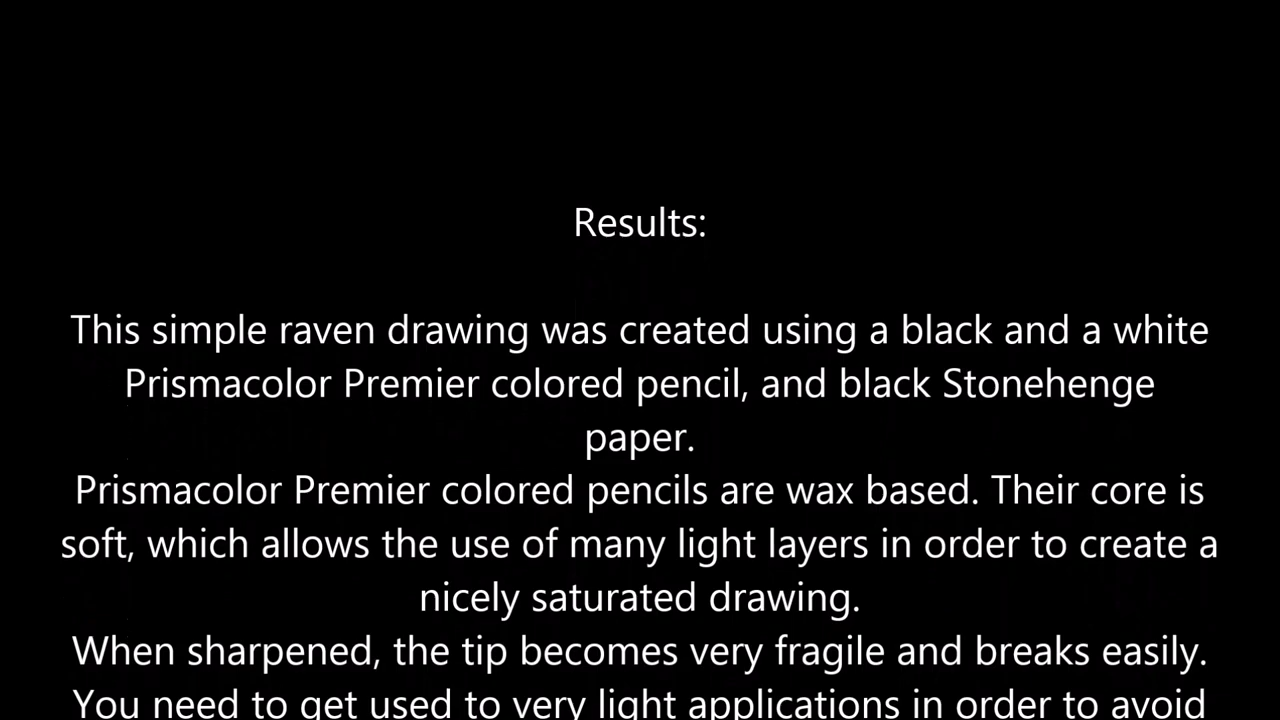 Results:
This simple raven drawing was created using a black and a white
Prismacolor Premier colored pencil, and black Stonehenge
paper.
Prismacolor Premier colored pencils are wax based. Their core is
soft, which allows the use of many light layers in order to create a
nicely saturated drawing.
When sharpened, the tip becomes very fragile and breaks easily.
You need to get used to very light applications in order to avoid